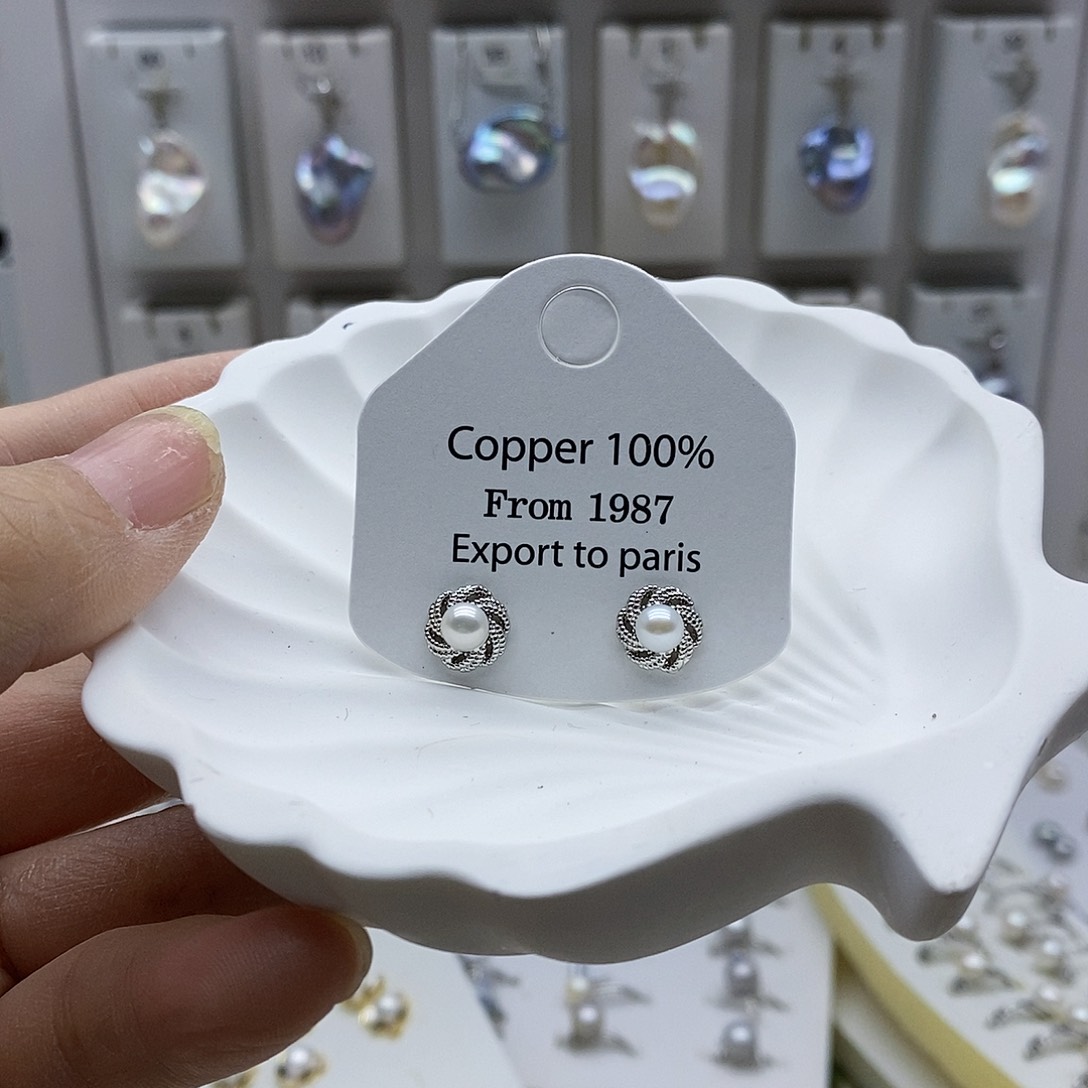 Copper 100%
From 1987
Export to paris